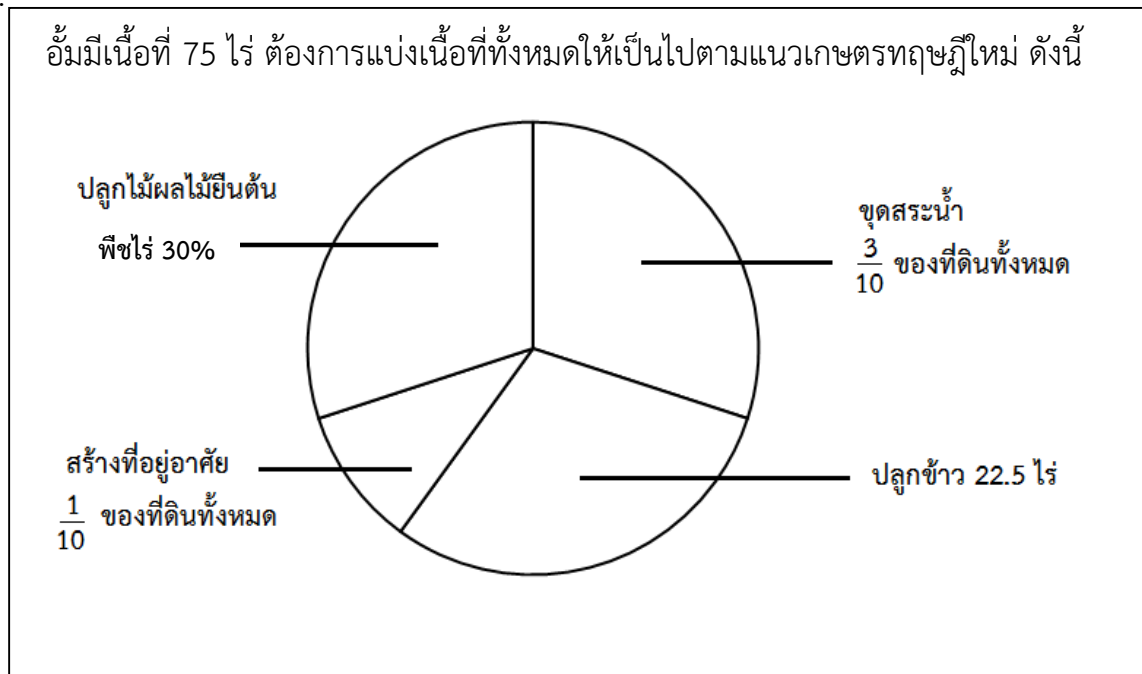 อั้มมีเนื้อที่ 75 ไร่ ต้องการแบ่งเนื้อที่ทั้งหมดให้เป็นไปตามแนวเกษตรทฤษฎีใหม่ ดังนี้
ปลูกไม้ผลไม้ยืนต้น
พืชไร่ 30%
ขุดสระน้ำ
3/10 ของที่ดินทั้งหมด
สร้างที่อยู่อาศัย
1/10 ของที่ดินทั้งหมด
ปลูกข้าว 22.5 ไร่